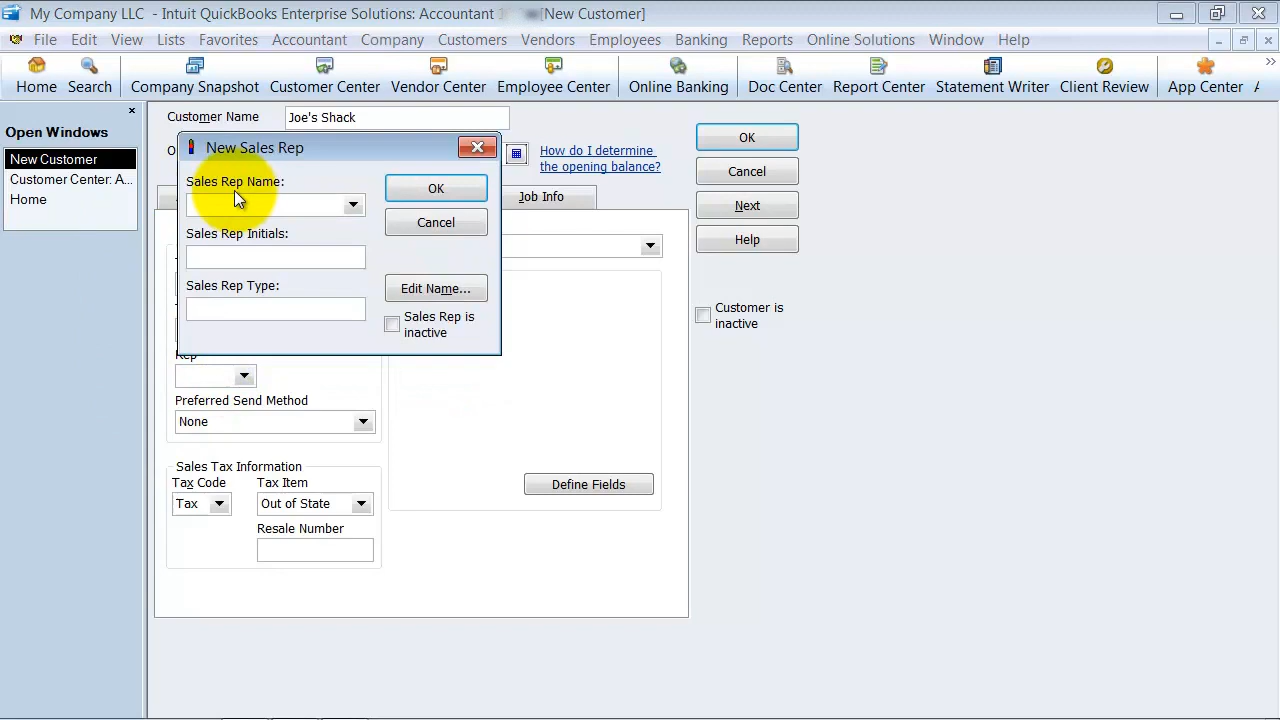 My Company LLC - Intuit QuickBooks Enterprise Solutions: Accountant [New Customer]
File Edit View Lists Favorites Accountant Company Customers Vendors Employees Banking Reports Online Solutions Window Help
Home Search Company Snapshot Customer Center Vendor Center Employee Center Online Banking Doc Center Report Center Statement Writer Client Review App Center
Open Windows
New Customer
Customer Center: A...
Home
Customer Name Joe's Shack
How do I determine
the opening balance?
Job Info
New Sales Rep
Sales Rep Name:
Sales Rep Initials:
Sales Rep Type:
OK
Cancel
Edit Name...
Sales Rep is
inactive
Rep
Preferred Send Method
None
Sales Tax Information
Tax Code Tax Item
Tax Out of State
Resale Number
Define Fields
OK
Cancel
Next
Help
Customer is
inactive